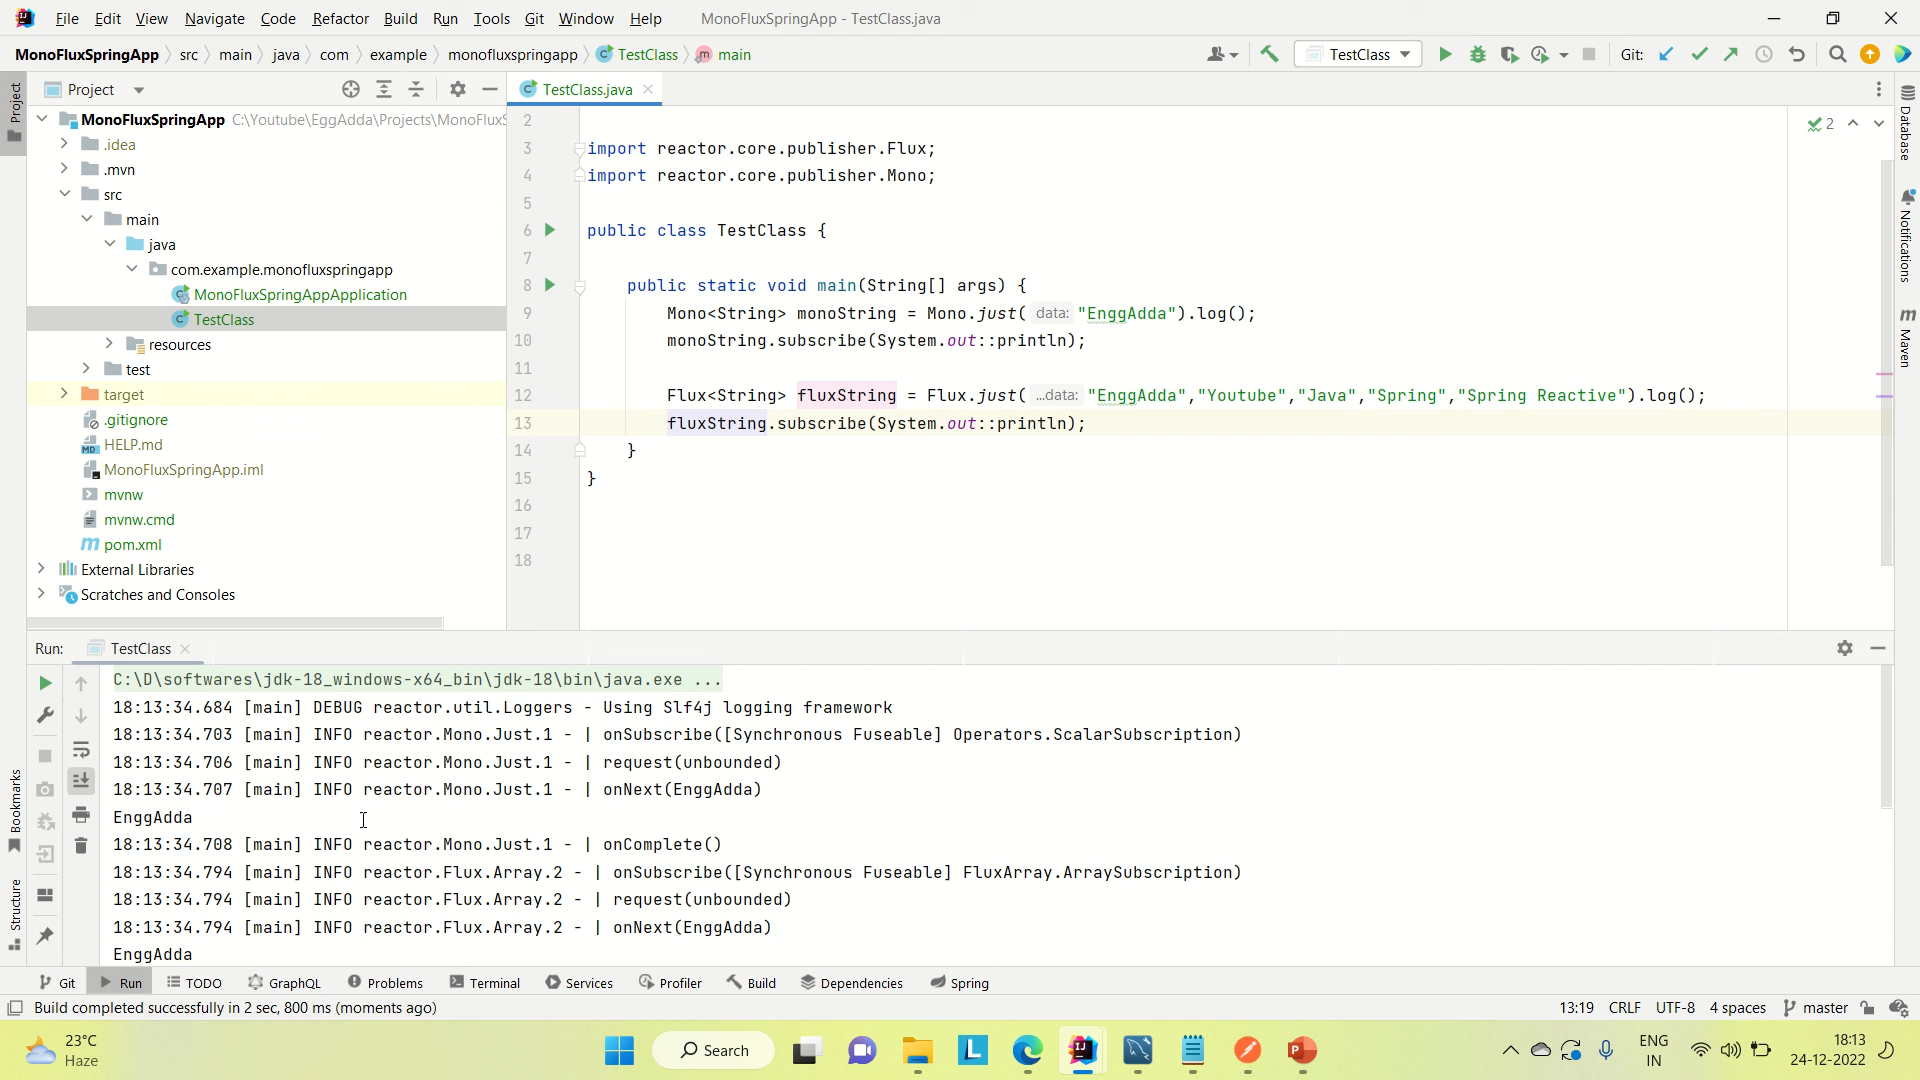 File Edit View Navigate Code Refactor Build Run Tools Git Window Help MonoFluxSpringApp - TestClass.java
MonoFluxSpringApp src main java com example monofluxspringapp TestClass main
TestClass Git:
Project
TestClass.java
MonoFluxSpringApp C:\Youtube\EggAdda\Projects\MonoFluxS
.idea
.mvn
src
main
java
com.example.monofluxspringapp
MonoFluxSpringAppApplication
TestClass
resources
test
target
.gitignore
HELP.md
MonoFluxSpringApp.iml
mvnw
mvnw.cmd
pom.xml
External Libraries
Scratches and Consoles
2
3 import reactor.core.publisher.Flux;
4 import reactor.core.publisher.Mono;
5
6 public class TestClass {
7
8 public static void main(String[] args) {
9 Mono<String> monoString = Mono.just( data: "EnggAdda").log();
10 monoString.subscribe(System.out::println);
11
12 Flux<String> fluxString = Flux.just( ...data: "EnggAdda","Youtube","Java","Spring","Spring Reactive").log();
13 fluxString.subscribe(System.out::println);
14 }
15 }
16
17
18
2
Project
Bookmarks
Structure
Database
Notifications
Maven
Run: TestClass
C:\D\softwares\jdk-18_windows-x64_bin\jdk-18\bin\java.exe ...
18:13:34.684 [main] DEBUG reactor.util.Loggers - Using Slf4j logging framework
18:13:34.703 [main] INFO reactor.Mono.Just.1 - | onSubscribe([Synchronous Fuseable] Operators.ScalarSubscription)
18:13:34.706 [main] INFO reactor.Mono.Just.1 - | request(unbounded)
18:13:34.707 [main] INFO reactor.Mono.Just.1 - | onNext(EnggAdda)
EnggAdda
18:13:34.708 [main] INFO reactor.Mono.Just.1 - | onComplete()
18:13:34.794 [main] INFO reactor.Flux.Array.2 - | onSubscribe([Synchronous Fuseable] FluxArray.ArraySubscription)
18:13:34.794 [main] INFO reactor.Flux.Array.2 - | request(unbounded)
18:13:34.794 [main] INFO reactor.Flux.Array.2 - | onNext(EnggAdda)
EnggAdda
Git Run TODO GraphQL Problems Terminal Services Profiler Build Dependencies Spring
Build completed successfully in 2 sec, 800 ms (moments ago) 13:19 CRLF UTF-8 4 spaces master
23°C
Haze
Search
ENG
IN
18:13
24-12-2022